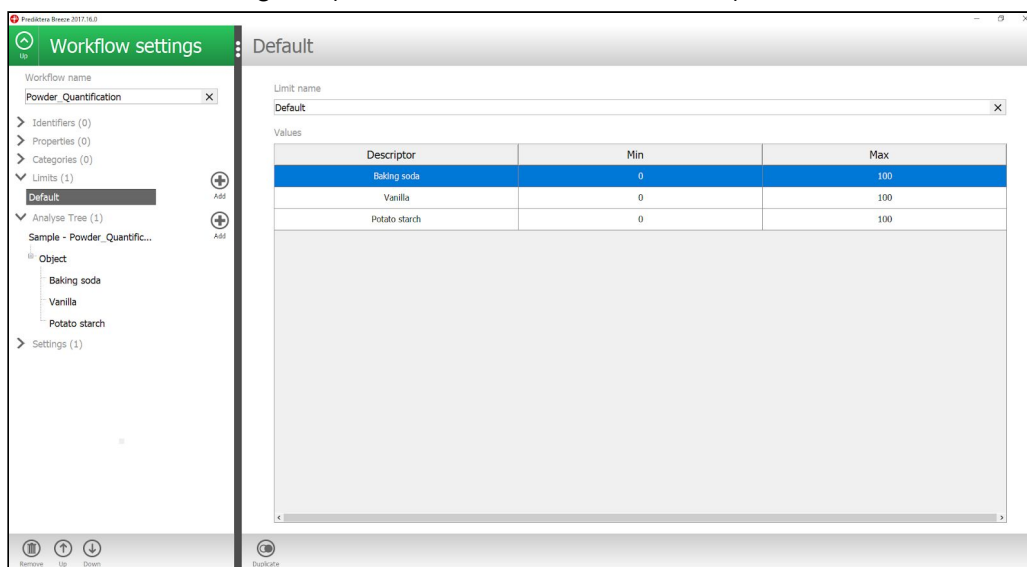 Prediktera Breeze 2017.16.0
Up
Workflow settings
Default
Workflow name
Powder_Quantification
Identifiers (0)
Properties (0)
Categories (0)
Limits (1)
Add
Default
Analyse Tree (1)
Add
Sample - Powder_Quantific...
Object
Baking soda
Vanilla
Potato starch
Settings (1)
Remove Up Down
Limit name
Default
Values
Descriptor Min Max
Baking soda 0 100
Vanilla 0 100
Potato starch 0 100
Duplicate